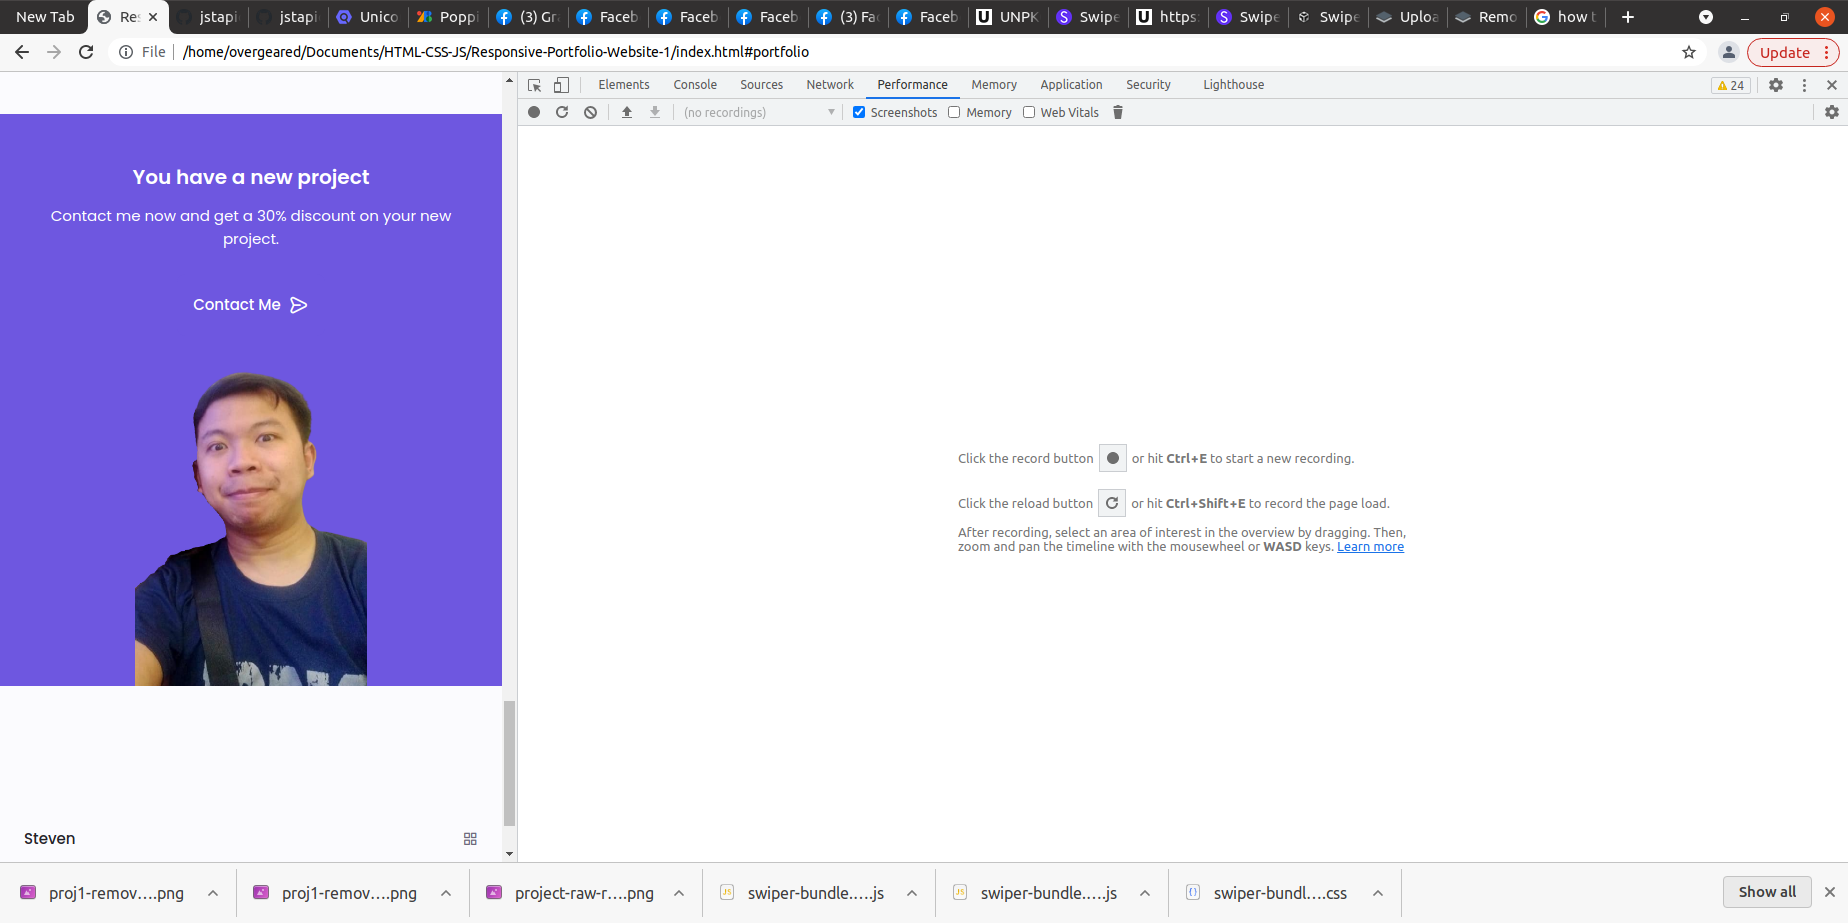 New Tab
Res
jstapi
jstapi
Unico
Poppi
(3) Gr
Faceb
Faceb
Faceb
(3) Fa
Faceb
UNPK
Swipe
https:
Swipe
Swipe
Uploa
Remo
how t
File
/home/overgeared/Documents/HTML-CSS-JS/Responsive-Portfolio-Website-1/index.html#portfolio
Update
Elements Console Sources Network Performance Memory Application Security Lighthouse
24
(no recordings) Screenshots Memory Web Vitals
You have a new project
Contact me now and get a 30% discount on your new
project.
Contact Me
Steven
Click the record button or hit Ctrl+E to start a new recording.
Click the reload button or hit Ctrl+Shift+E to record the page load.
After recording, select an area of interest in the overview by dragging. Then,
zoom and pan the timeline with the mousewheel or WASD keys. Learn more
proj1-remov....png
proj1-remov....png
project-raw-r....png
swiper-bundle.....js
swiper-bundle.....js
swiper-bundl....css
Show all